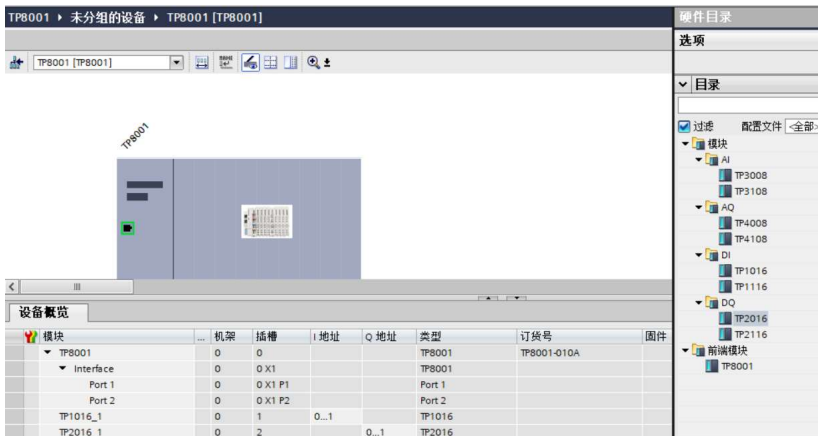 TP8001 ▸ 未分组的设备 ▸ TP8001 [TP8001]
TP8001 [TP8001]
TP8001
设备概览
模块 ... 机架 插槽 I 地址 Q 地址 类型 订货号 固件
TP8001 0 0 TP8001 TP8001-010A
Interface 0 0 X1 TP8001
Port 1 0 0 X1 P1 Port 1
Port 2 0 0 X1 P2 Port 2
TP1016_1 0 1 0...1 TP1016
TP2016_1 0 2 0...1 TP2016
硬件目录
选项
目录
过滤 配置文件 <全部>
模块
AI
TP3008
TP3108
AQ
TP4008
TP4108
DI
TP1016
TP1116
DQ
TP2016
TP2116
前端模块
TP8001